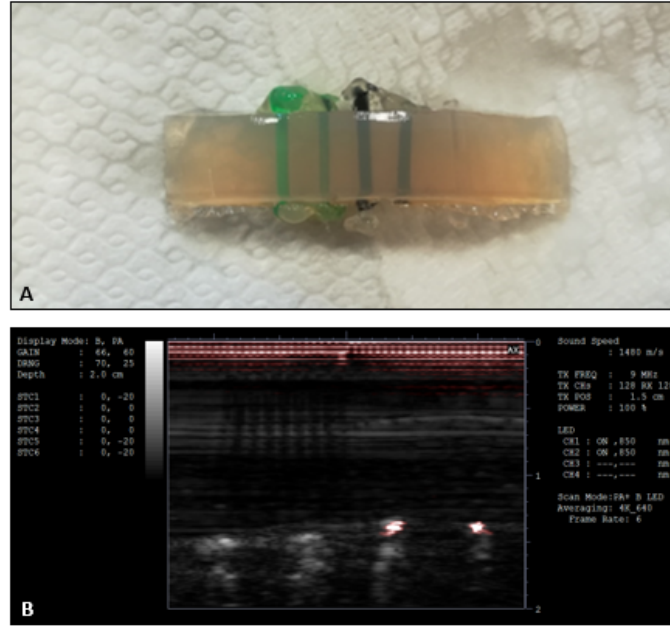 A
Display Mode: B, PA
GAIN : 66, 60
DRNG : 70, 25
Depth : 2.0 cm
STC1 : 0, -20
STC2 : 0, 0
STC3 : 0, 0
STC4 : 0, 0
STC5 : 0, -20
STC6 : 0, -20
AX
0
1
2
Sound Speed
: 1480 m/s
TX FREQ : 9 MHz
TX CHs : 128 RX 12
TX POS : 1.5 cm
POWER : 100 %
LED
CH1 : ON ,850 nm
CH2 : ON ,850 nm
CH3 : ---,--- nm
CH4 : ---,--- nm
Scan Mode:PA+ B LED
Averaging: 4K_640
Frame Rate: 6
B